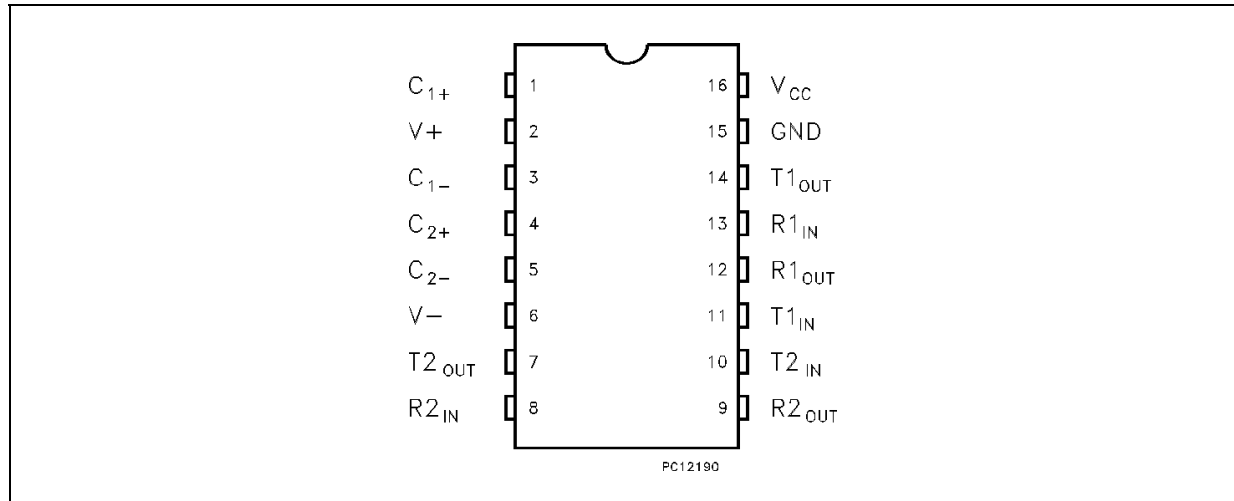 C1+ 1 16 VCC
V+ 2 15 GND
C1− 3 14 T1OUT
C2+ 4 13 R1IN
C2− 5 12 R1OUT
V− 6 11 T1IN
T2OUT 7 10 T2IN
R2IN 8 9 R2OUT
PC12190